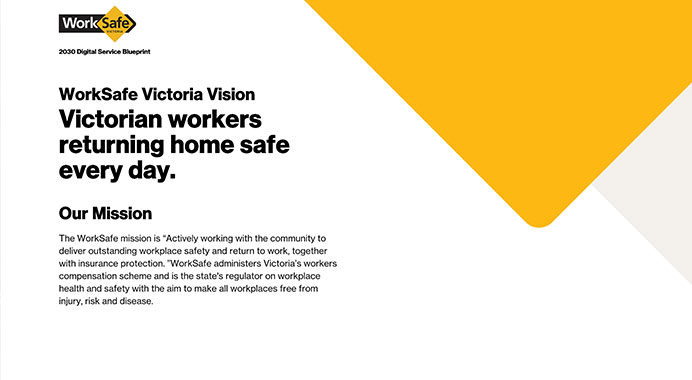 WorkSafe
VICTORIA
2030 Digital Service Blueprint
WorkSafe Victoria Vision
Victorian workers
returning home safe
every day.
Our Mission
The WorkSafe mission is “Actively working with the community to
deliver outstanding workplace safety and return to work, together
with insurance protection. ”WorkSafe administers Victoria's workers
compensation scheme and is the state's regulator on workplace
health and safety with the aim to make all workplaces free from
injury, risk and disease.